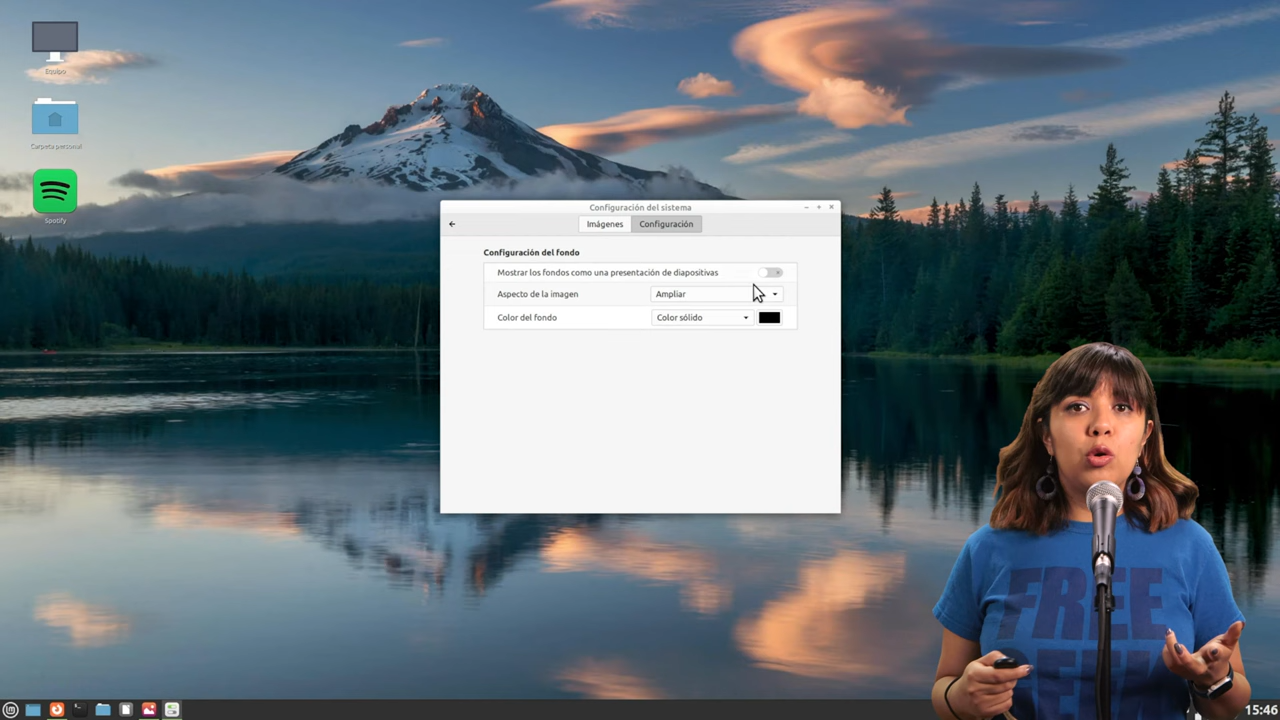 Equipo
Carpeta personal
Spotify
Configuración del sistema
Imágenes
Configuración
Configuración del fondo
Mostrar los fondos como una presentación de diapositivas
Aspecto de la imagen
Ampliar
Color del fondo
Color sólido
FREE
15:46